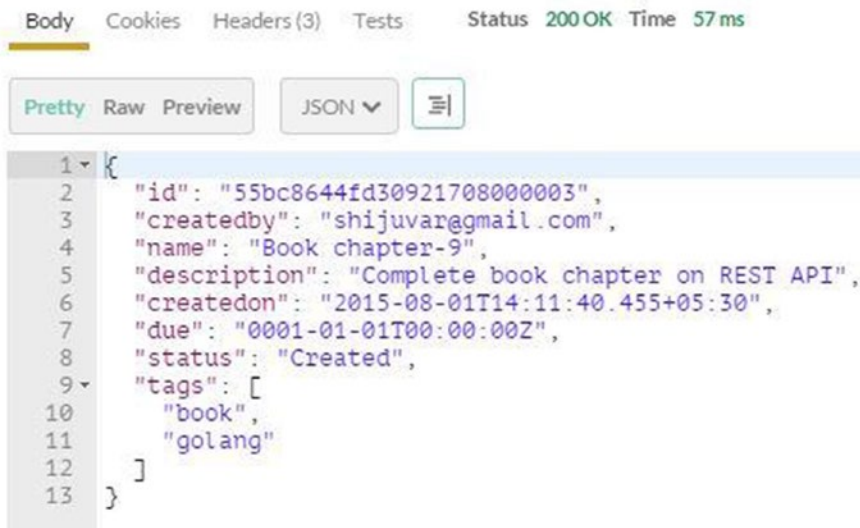 Body Cookies Headers (3) Tests Status 200 OK Time 57 ms
Pretty Raw Preview JSON
1 {
2 "id": "55bc8644fd30921708000003",
3 "createdby": "shijuvar@gmail.com",
4 "name": "Book chapter-9",
5 "description": "Complete book chapter on REST API",
6 "createdon": "2015-08-01T14:11:40.455+05:30",
7 "due": "0001-01-01T00:00:00Z",
8 "status": "Created",
9 "tags": [
10 "book",
11 "golang"
12 ]
13 }